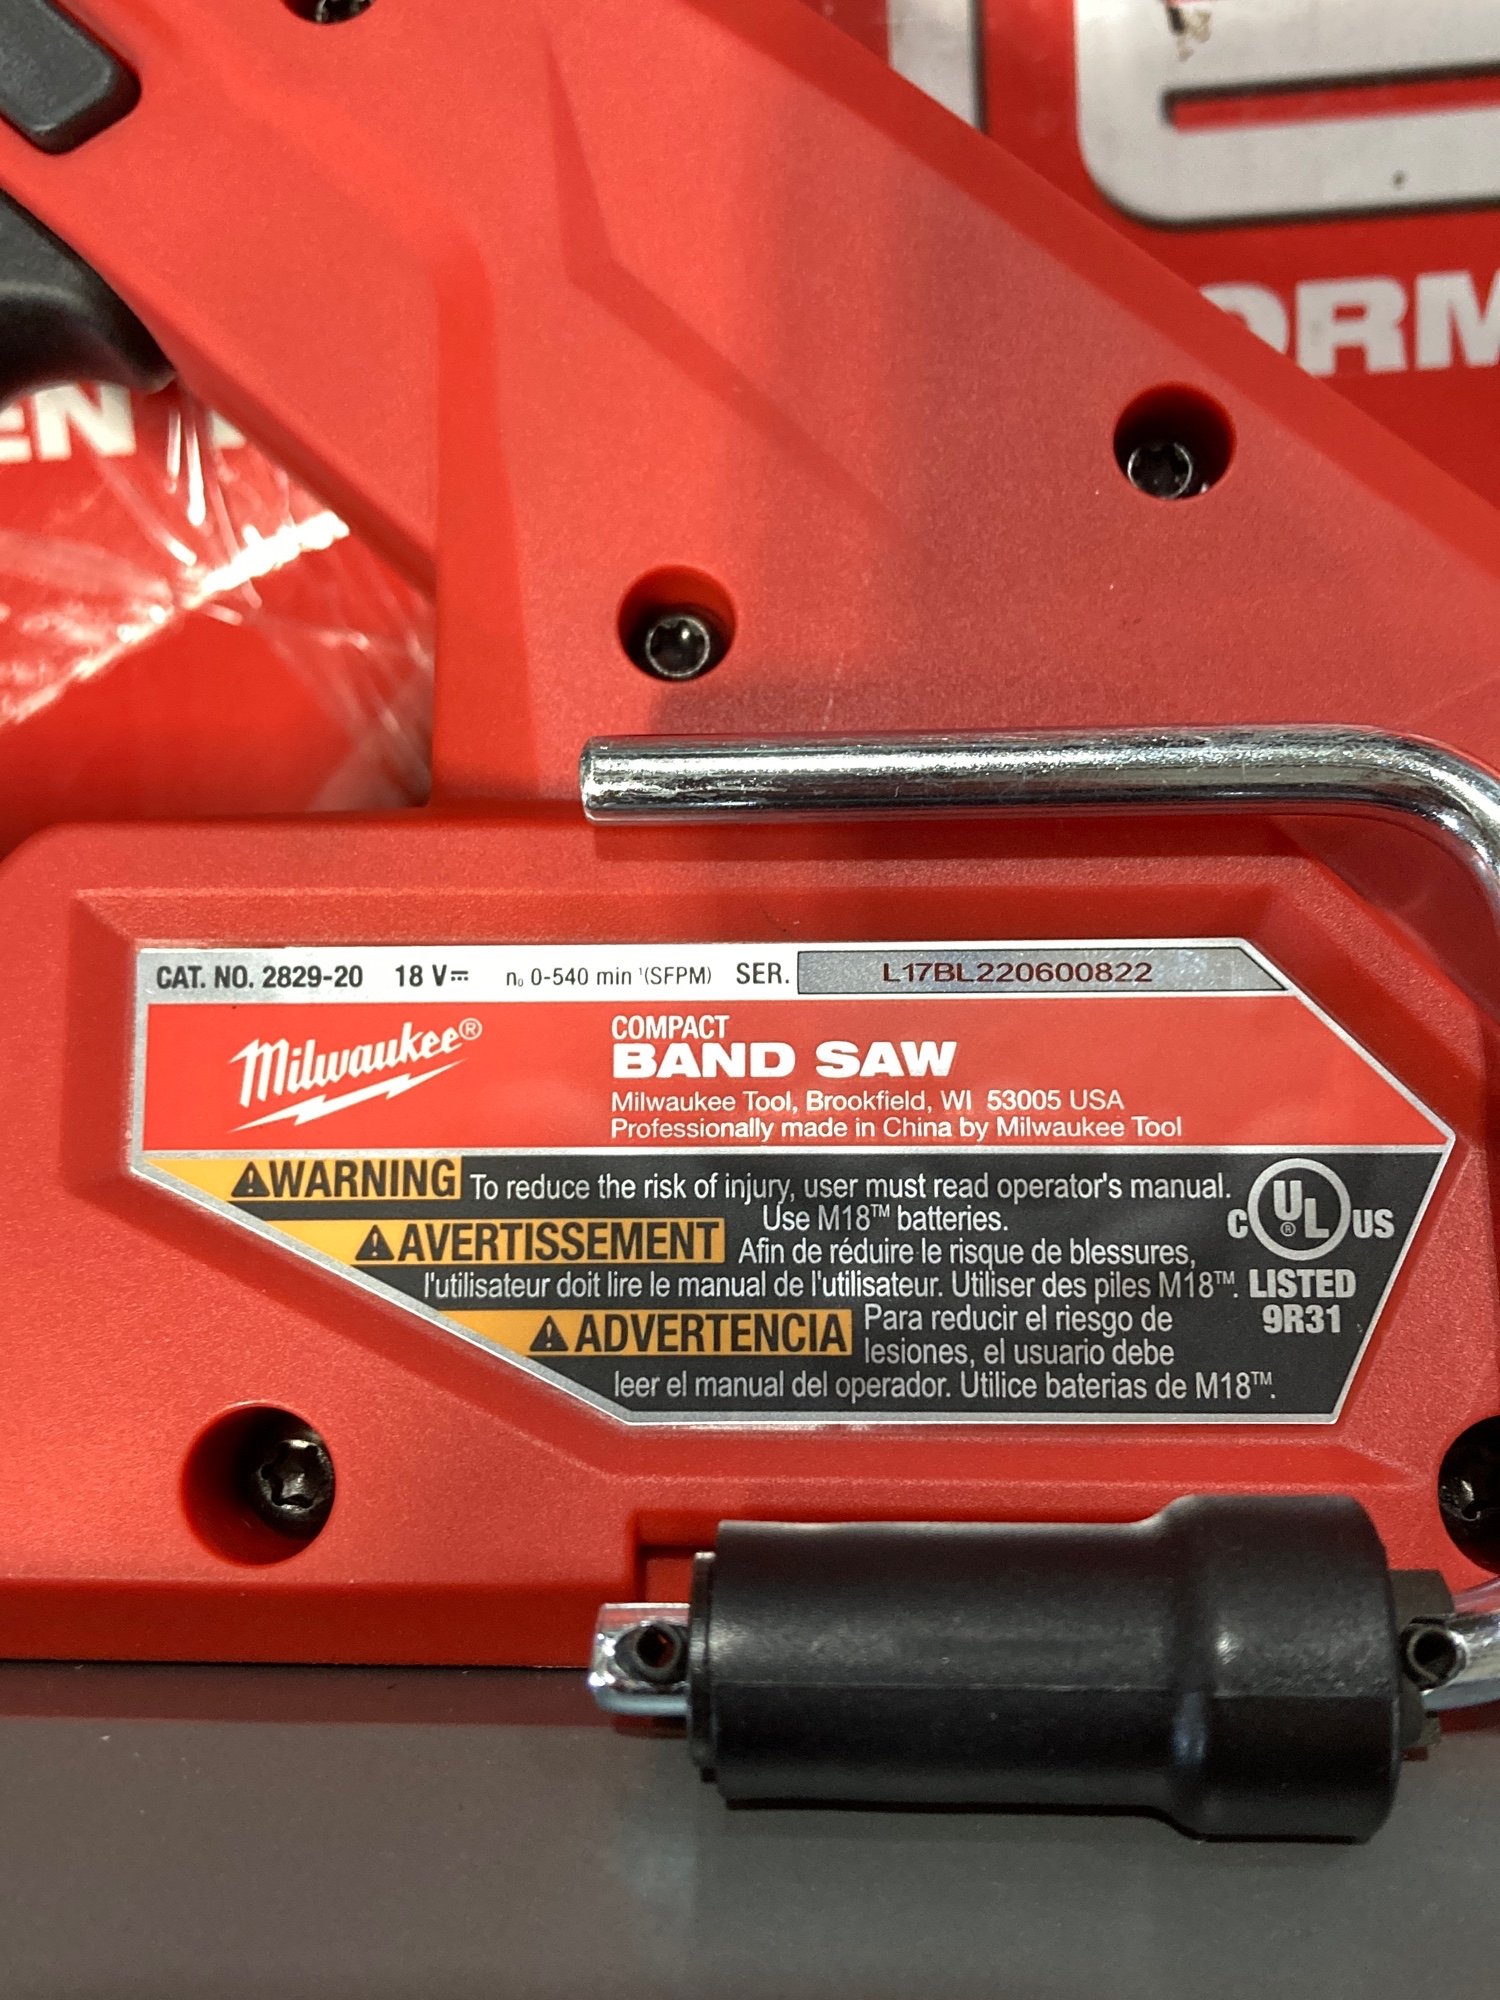 ORM
EN
CAT. NO. 2829-20 18 V⎓ n₀ 0-540 min ⁻¹(SFPM) SER. L17BL220600822
Milwaukee®
COMPACT
BAND SAW
Milwaukee Tool, Brookfield, WI 53005 USA
Professionally made in China by Milwaukee Tool
⚠WARNING To reduce the risk of injury, user must read operator's manual.
Use M18™ batteries.
⚠AVERTISSEMENT Afin de réduire le risque de blessures,
l'utilisateur doit lire le manual de l'utilisateur. Utiliser des piles M18™.
⚠ADVERTENCIA Para reducir el riesgo de
lesiones, el usuario debe
leer el manual del operador. Utilice baterias de M18™.
C UL® US
LISTED
9R31